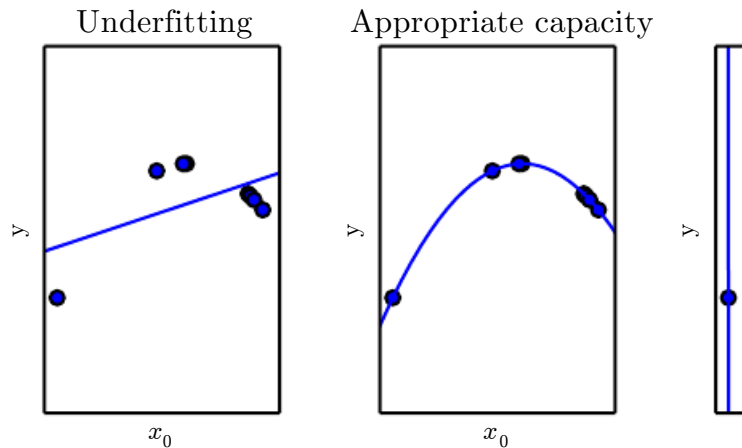 Underfitting
Appropriate capacity
y
x₀
y
x₀
y